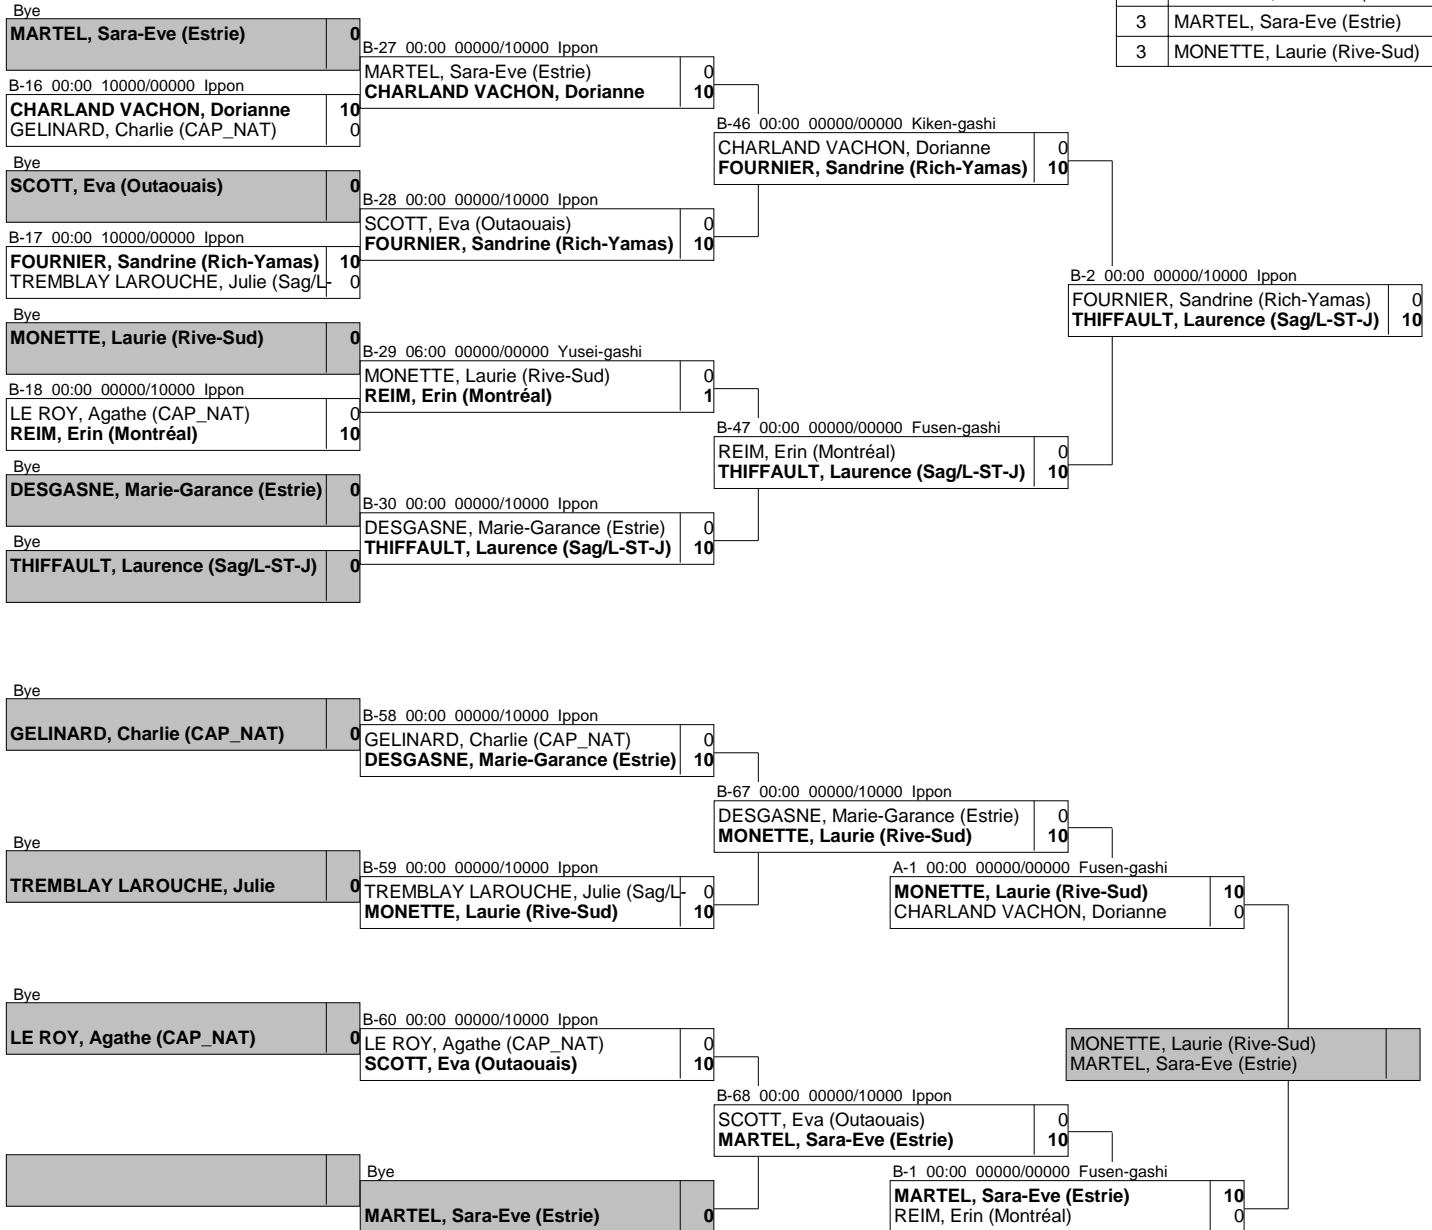 3 MARTEL, Sara-Eve (Estrie)
3 MONETTE, Laurie (Rive-Sud)
Bye
MARTEL, Sara-Eve (Estrie) 0
B-16 00:00 10000/00000 Ippon
CHARLAND VACHON, Dorianne 10
GELINARD, Charlie (CAP_NAT) 0
Bye
SCOTT, Eva (Outaouais) 0
B-17 00:00 10000/00000 Ippon
FOURNIER, Sandrine (Rich-Yamas) 10
TREMBLAY LAROUCHE, Julie (Sag/L- 0
Bye
MONETTE, Laurie (Rive-Sud) 0
B-18 00:00 00000/10000 Ippon
LE ROY, Agathe (CAP_NAT) 0
REIM, Erin (Montréal) 10
Bye
DESGASNE, Marie-Garance (Estrie) 0
Bye
THIFFAULT, Laurence (Sag/L-ST-J) 0
B-27 00:00 00000/10000 Ippon
MARTEL, Sara-Eve (Estrie) 0
CHARLAND VACHON, Dorianne 10
B-28 00:00 00000/10000 Ippon
SCOTT, Eva (Outaouais) 0
FOURNIER, Sandrine (Rich-Yamas) 10
B-29 06:00 00000/00000 Yusei-gashi
MONETTE, Laurie (Rive-Sud) 0
REIM, Erin (Montréal) 1
B-30 00:00 00000/10000 Ippon
DESGASNE, Marie-Garance (Estrie) 0
THIFFAULT, Laurence (Sag/L-ST-J) 10
B-46 00:00 00000/00000 Kiken-gashi
CHARLAND VACHON, Dorianne 0
FOURNIER, Sandrine (Rich-Yamas) 10
B-47 00:00 00000/00000 Fusen-gashi
REIM, Erin (Montréal) 0
THIFFAULT, Laurence (Sag/L-ST-J) 10
B-2 00:00 00000/10000 Ippon
FOURNIER, Sandrine (Rich-Yamas) 0
THIFFAULT, Laurence (Sag/L-ST-J) 10
Bye
GELINARD, Charlie (CAP_NAT) 0
Bye
TREMBLAY LAROUCHE, Julie 0
Bye
LE ROY, Agathe (CAP_NAT) 0
B-58 00:00 00000/10000 Ippon
GELINARD, Charlie (CAP_NAT) 0
DESGASNE, Marie-Garance (Estrie) 10
B-59 00:00 00000/10000 Ippon
TREMBLAY LAROUCHE, Julie (Sag/L- 0
MONETTE, Laurie (Rive-Sud) 10
B-60 00:00 00000/10000 Ippon
LE ROY, Agathe (CAP_NAT) 0
SCOTT, Eva (Outaouais) 10
Bye
MARTEL, Sara-Eve (Estrie) 0
B-67 00:00 00000/10000 Ippon
DESGASNE, Marie-Garance (Estrie) 0
MONETTE, Laurie (Rive-Sud) 10
B-68 00:00 00000/10000 Ippon
SCOTT, Eva (Outaouais) 0
MARTEL, Sara-Eve (Estrie) 10
A-1 00:00 00000/00000 Fusen-gashi
MONETTE, Laurie (Rive-Sud) 10
CHARLAND VACHON, Dorianne 0
B-1 00:00 00000/00000 Fusen-gashi
MARTEL, Sara-Eve (Estrie) 10
REIM, Erin (Montréal) 0
MONETTE, Laurie (Rive-Sud)
MARTEL, Sara-Eve (Estrie)